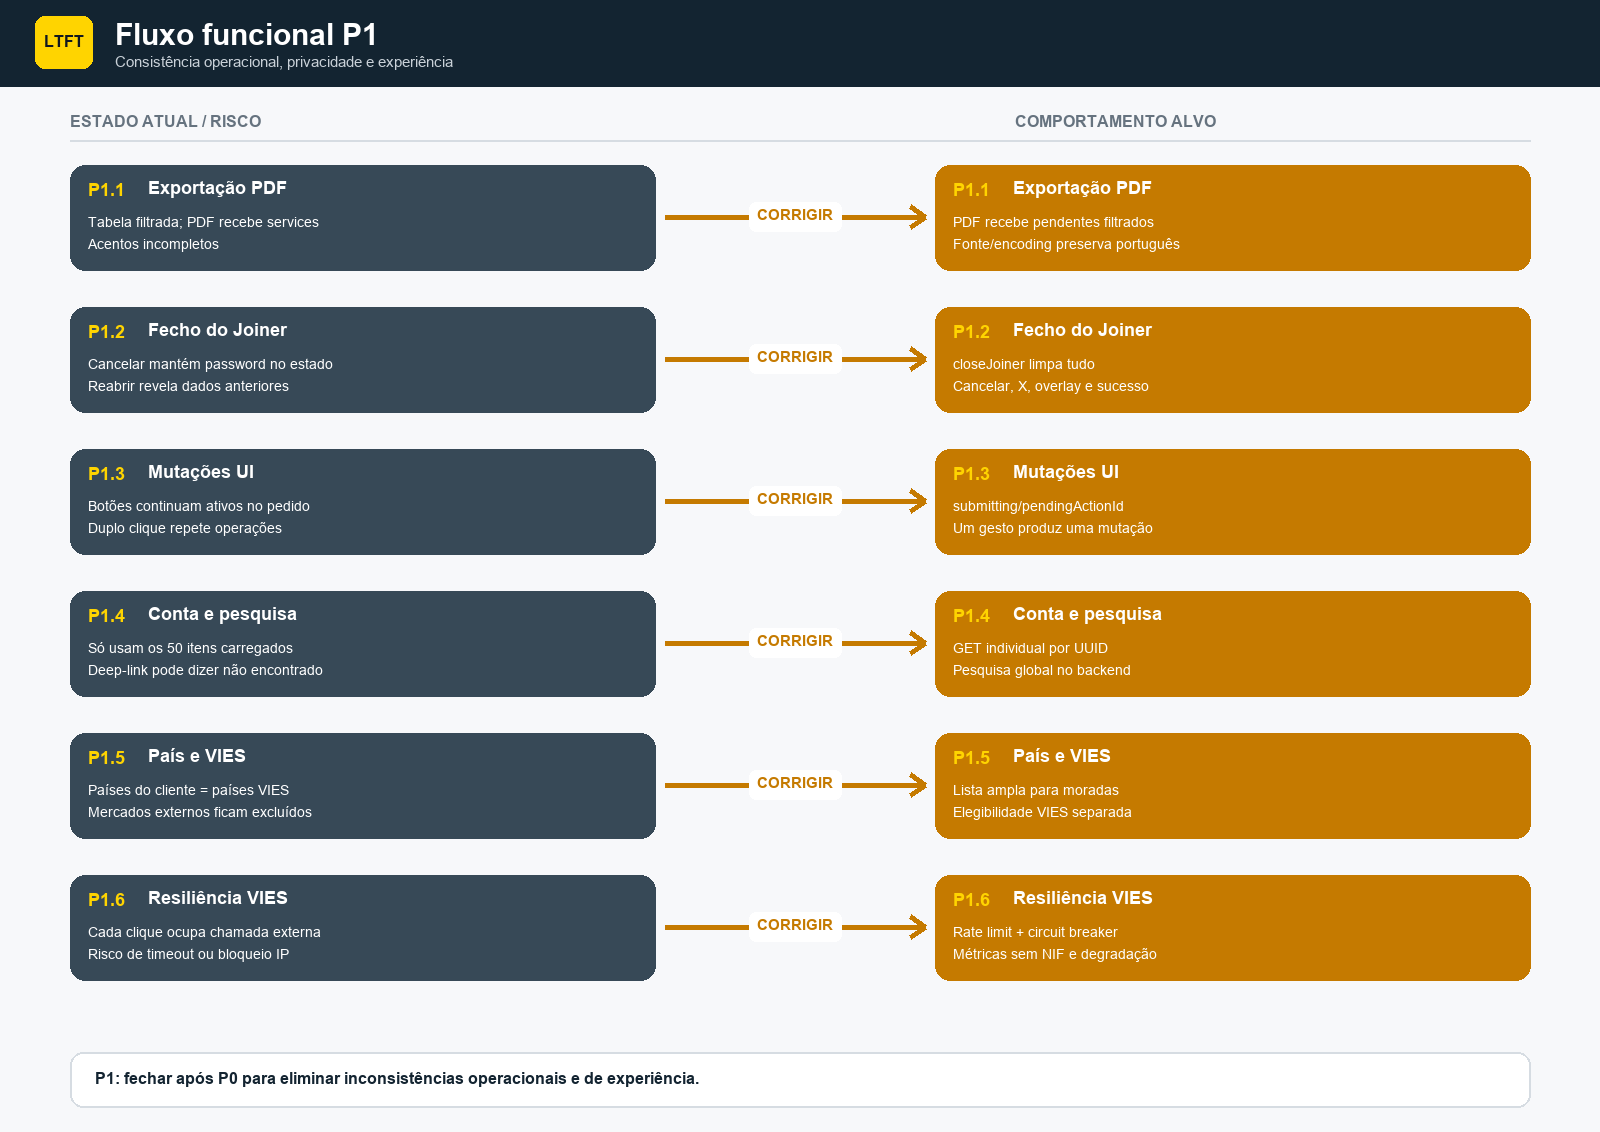 LTFT
Fluxo funcional P1
Consistência operacional, privacidade e experiência
ESTADO ATUAL / RISCO
COMPORTAMENTO ALVO
P1.1 Exportação PDF
Tabela filtrada; PDF recebe services
Acentos incompletos
CORRIGIR
P1.1 Exportação PDF
PDF recebe pendentes filtrados
Fonte/encoding preserva português
P1.2 Fecho do Joiner
Cancelar mantém password no estado
Reabrir revela dados anteriores
CORRIGIR
P1.2 Fecho do Joiner
closeJoiner limpa tudo
Cancelar, X, overlay e sucesso
P1.3 Mutações UI
Botões continuam ativos no pedido
Duplo clique repete operações
CORRIGIR
P1.3 Mutações UI
submitting/pendingActionId
Um gesto produz uma mutação
P1.4 Conta e pesquisa
Só usam os 50 itens carregados
Deep-link pode dizer não encontrado
CORRIGIR
P1.4 Conta e pesquisa
GET individual por UUID
Pesquisa global no backend
P1.5 País e VIES
Países do cliente = países VIES
Mercados externos ficam excluídos
CORRIGIR
P1.5 País e VIES
Lista ampla para moradas
Elegibilidade VIES separada
P1.6 Resiliência VIES
Cada clique ocupa chamada externa
Risco de timeout ou bloqueio IP
CORRIGIR
P1.6 Resiliência VIES
Rate limit + circuit breaker
Métricas sem NIF e degradação
P1: fechar após P0 para eliminar inconsistências operacionais e de experiência.